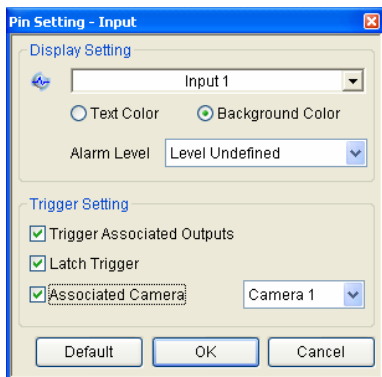 Pin Setting - Input
Display Setting
Input 1
Text Color Background Color
Alarm Level Level Undefined
Trigger Setting
Trigger Associated Outputs
Latch Trigger
Associated Camera Camera 1
Default OK Cancel